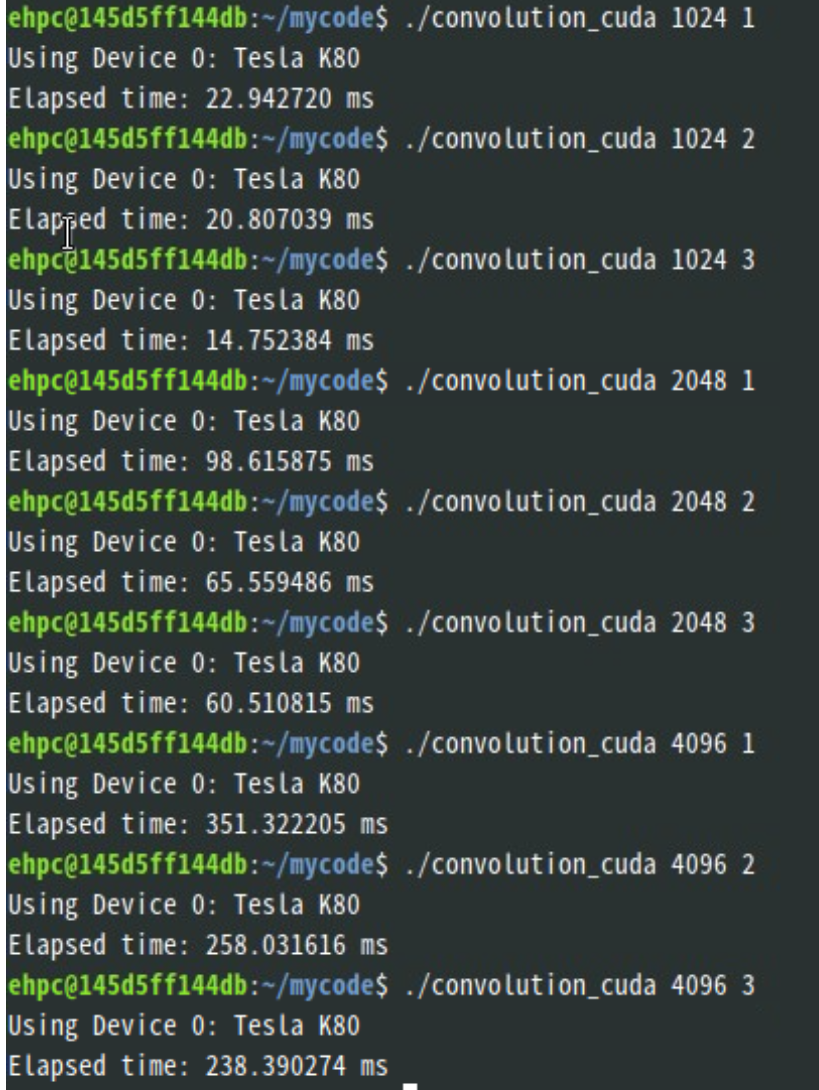 ehpc@145d5ff144db:~/mycode$ ./convolution_cuda 1024 1
Using Device 0: Tesla K80
Elapsed time: 22.942720 ms
ehpc@145d5ff144db:~/mycode$ ./convolution_cuda 1024 2
Using Device 0: Tesla K80
Elapsed time: 20.807039 ms
ehpc@145d5ff144db:~/mycode$ ./convolution_cuda 1024 3
Using Device 0: Tesla K80
Elapsed time: 14.752384 ms
ehpc@145d5ff144db:~/mycode$ ./convolution_cuda 2048 1
Using Device 0: Tesla K80
Elapsed time: 98.615875 ms
ehpc@145d5ff144db:~/mycode$ ./convolution_cuda 2048 2
Using Device 0: Tesla K80
Elapsed time: 65.559486 ms
ehpc@145d5ff144db:~/mycode$ ./convolution_cuda 2048 3
Using Device 0: Tesla K80
Elapsed time: 60.510815 ms
ehpc@145d5ff144db:~/mycode$ ./convolution_cuda 4096 1
Using Device 0: Tesla K80
Elapsed time: 351.322205 ms
ehpc@145d5ff144db:~/mycode$ ./convolution_cuda 4096 2
Using Device 0: Tesla K80
Elapsed time: 258.031616 ms
ehpc@145d5ff144db:~/mycode$ ./convolution_cuda 4096 3
Using Device 0: Tesla K80
Elapsed time: 238.390274 ms